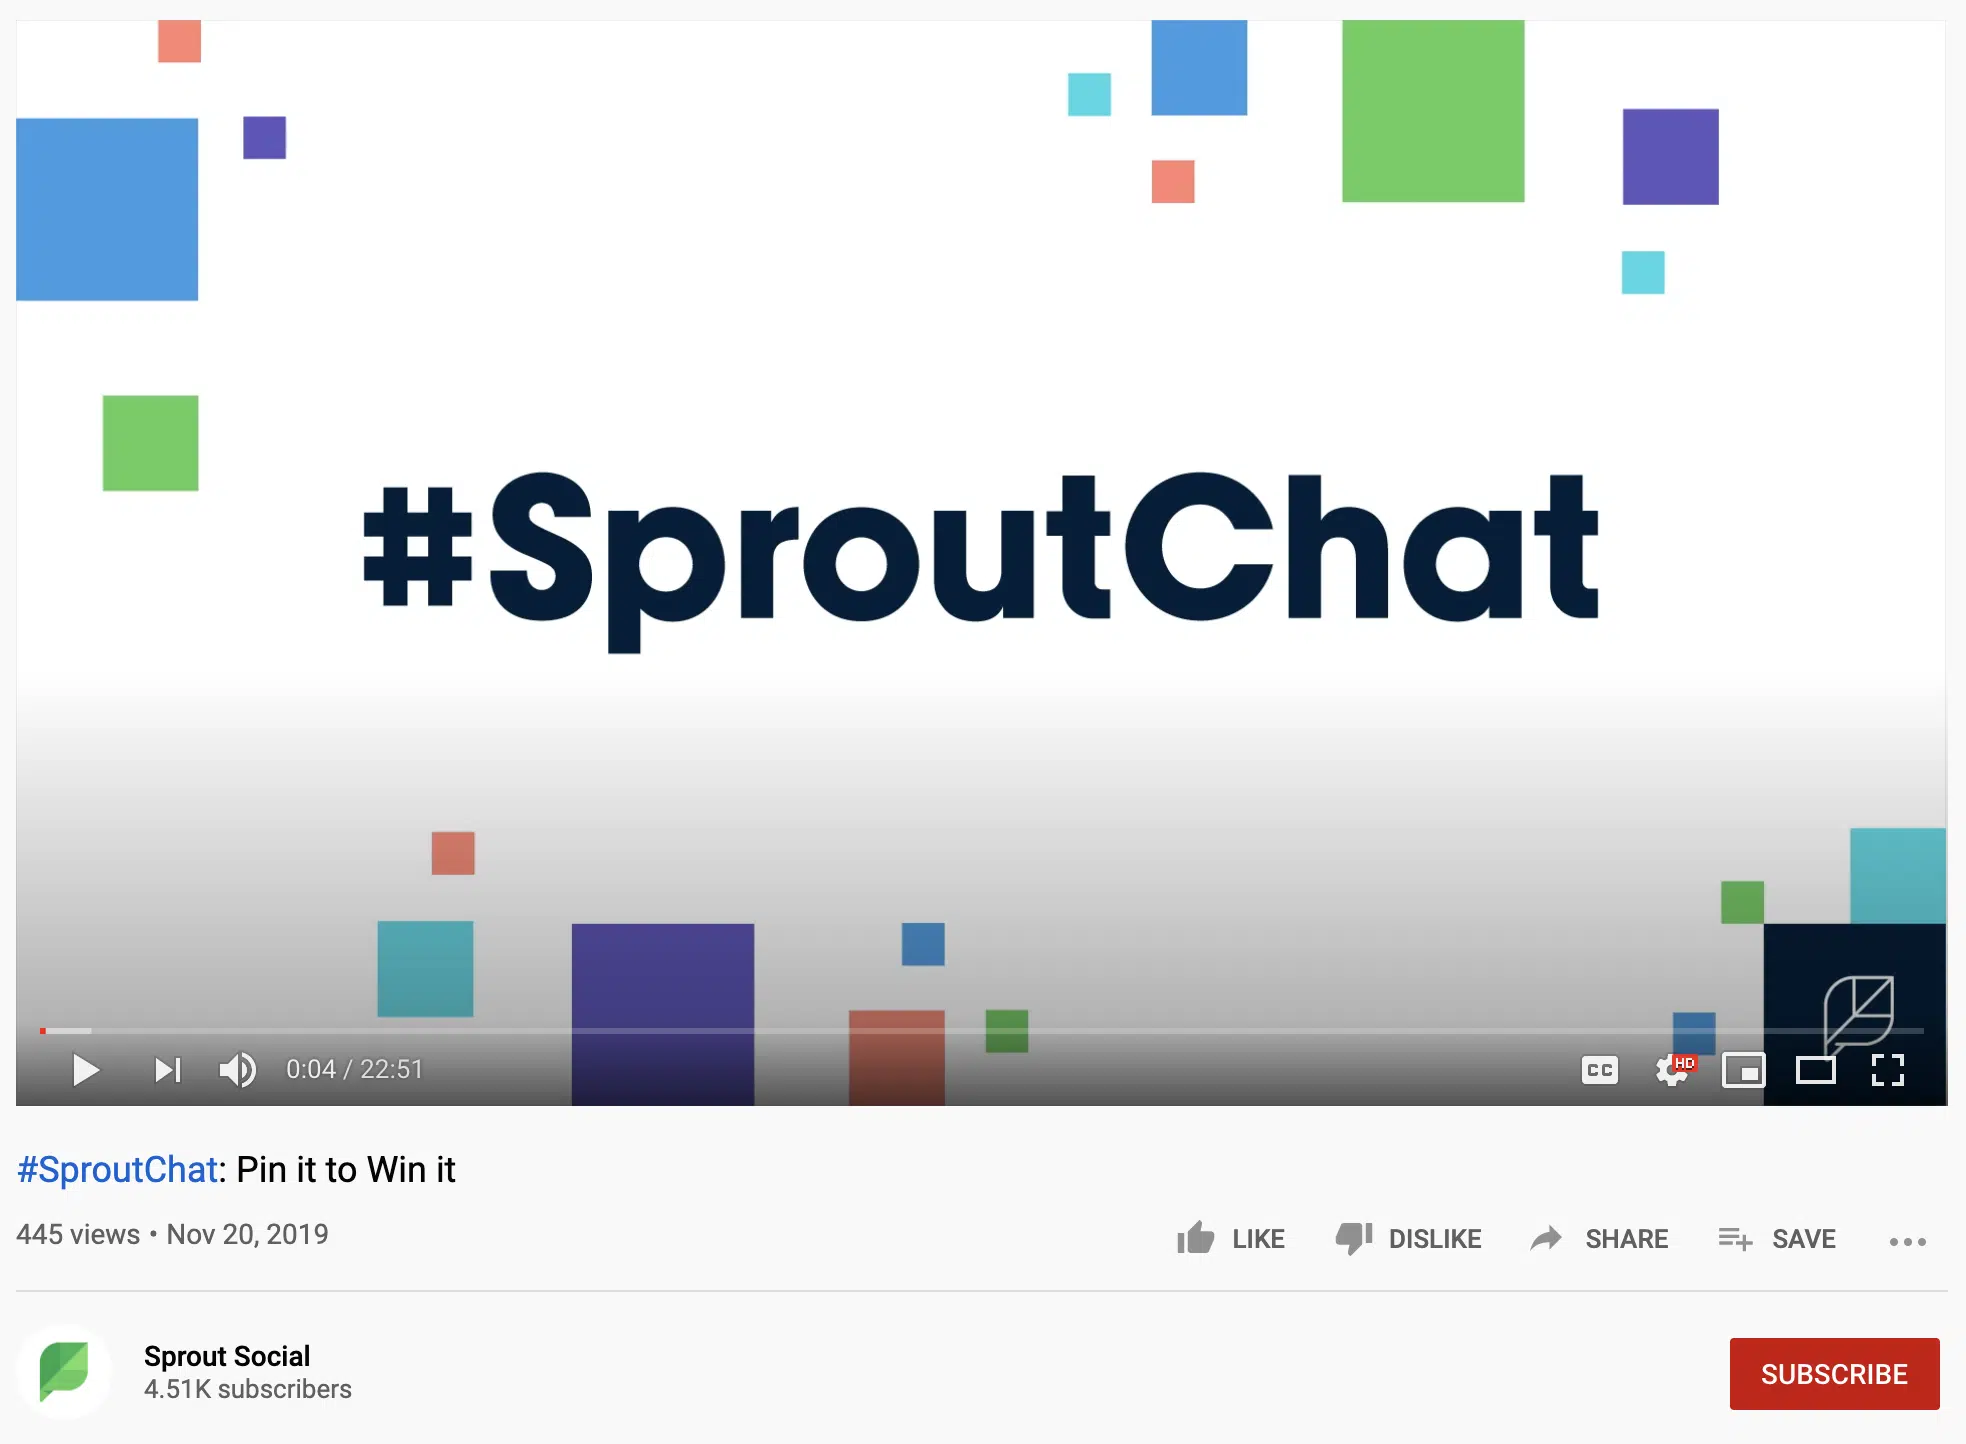 #SproutChat
0:04 / 22:51
CC
HD
#SproutChat: Pin it to Win it
445 views • Nov 20, 2019
LIKE DISLIKE SHARE SAVE
Sprout Social
4.51K subscribers
SUBSCRIBE